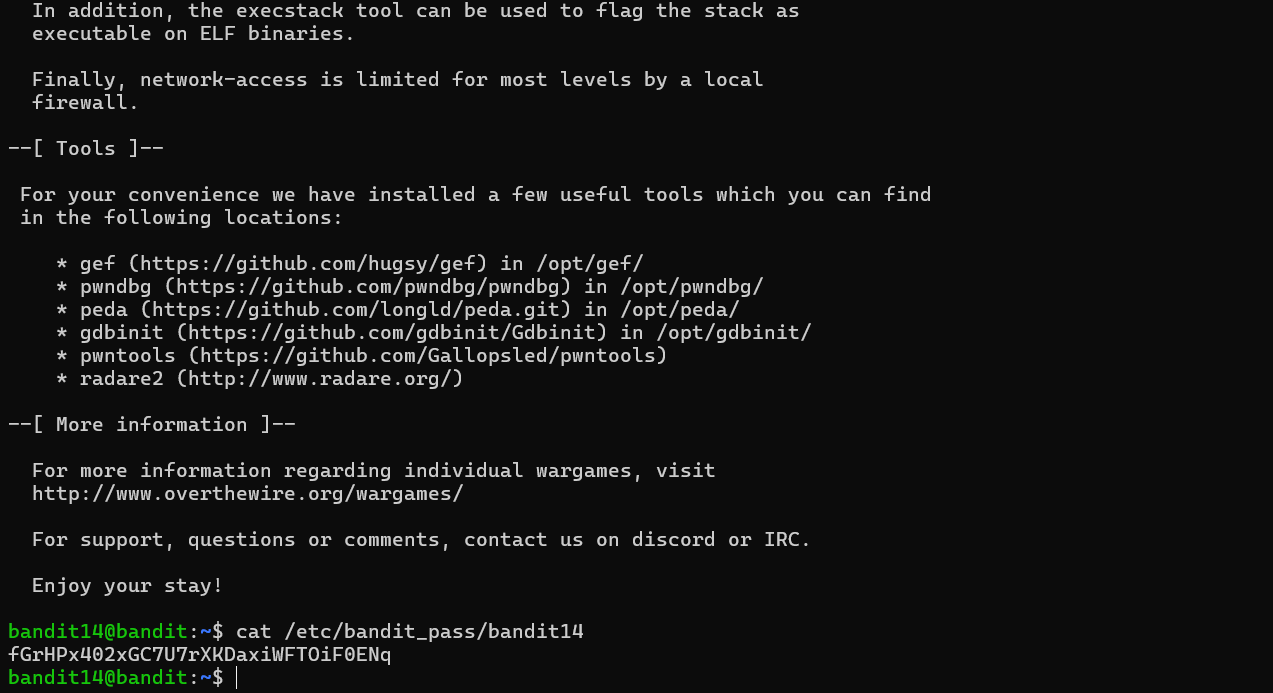 In addition, the execstack tool can be used to flag the stack as
executable on ELF binaries.
Finally, network-access is limited for most levels by a local
firewall.
--[ Tools ]--
For your convenience we have installed a few useful tools which you can find
in the following locations:
* gef (https://github.com/hugsy/gef) in /opt/gef/
* pwndbg (https://github.com/pwndbg/pwndbg) in /opt/pwndbg/
* peda (https://github.com/longld/peda.git) in /opt/peda/
* gdbinit (https://github.com/gdbinit/Gdbinit) in /opt/gdbinit/
* pwntools (https://github.com/Gallopsled/pwntools)
* radare2 (http://www.radare.org/)
--[ More information ]--
For more information regarding individual wargames, visit
http://www.overthewire.org/wargames/
For support, questions or comments, contact us on discord or IRC.
Enjoy your stay!
bandit14@bandit:~$ cat /etc/bandit_pass/bandit14
fGrHPx402xGC7U7rXKDaxiWFTOiF0ENq
bandit14@bandit:~$